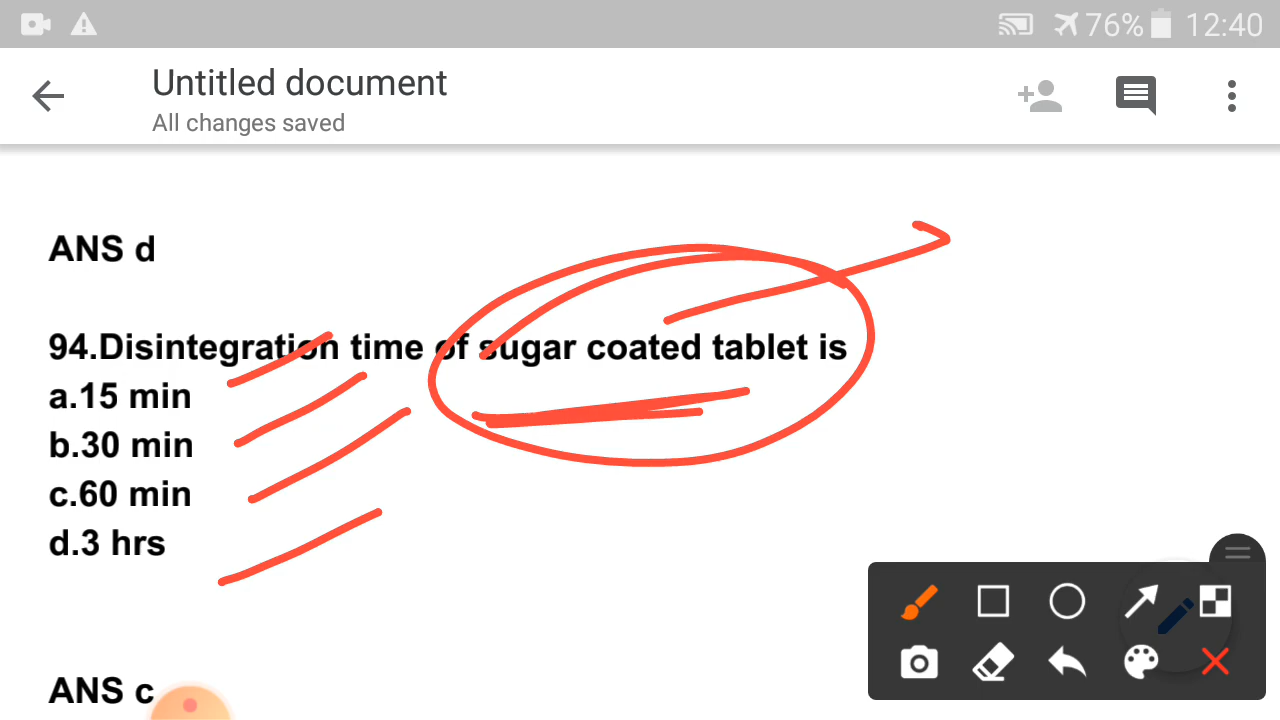 76% 12:40
Untitled document
All changes saved
ANS d
94.Disintegration time of sugar coated tablet is
a.15 min
b.30 min
c.60 min
d.3 hrs
ANS c